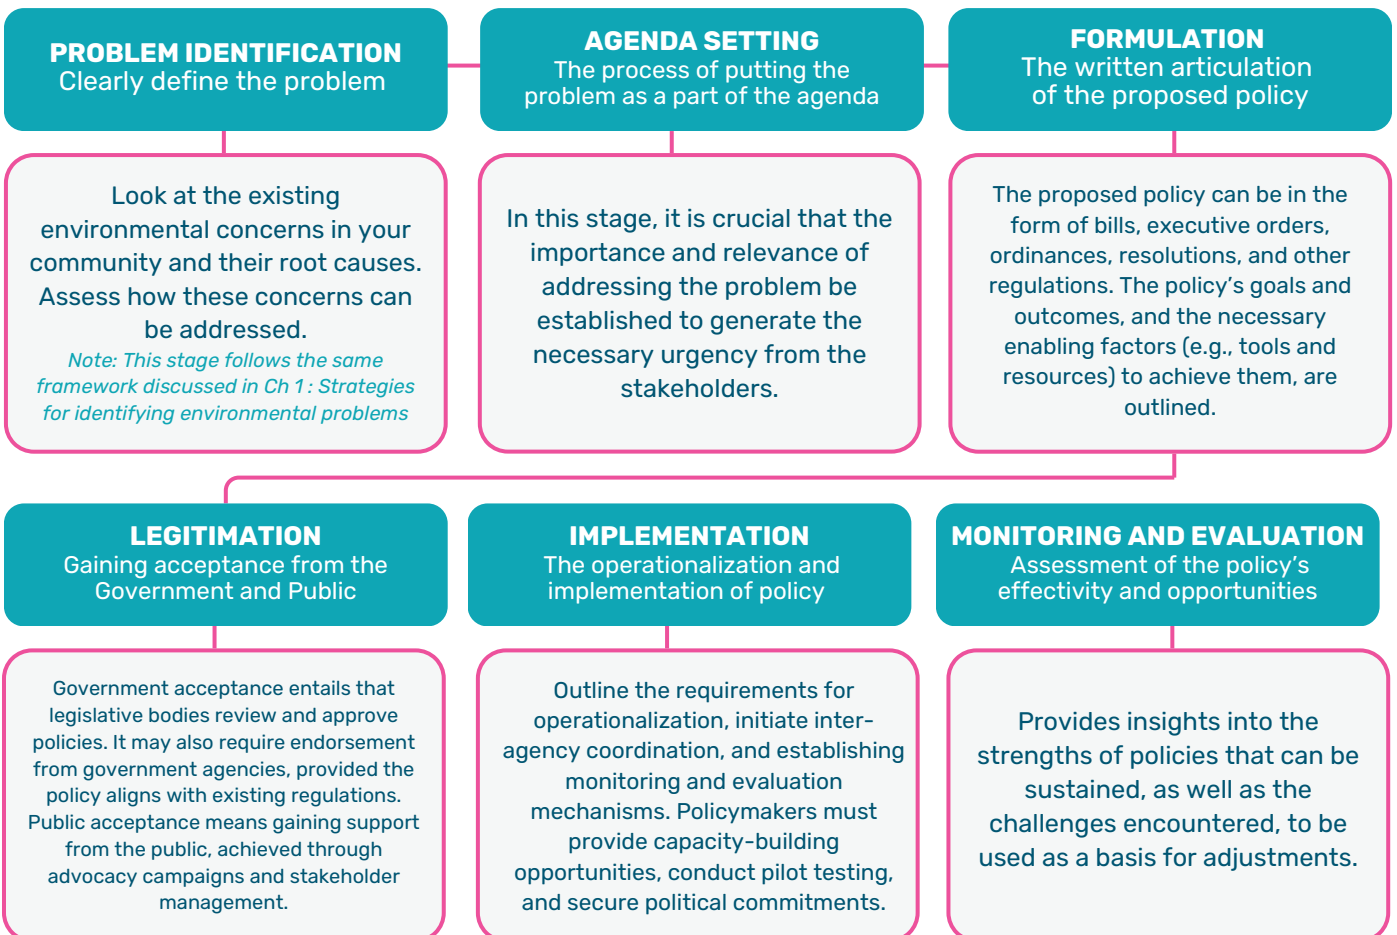 PROBLEM IDENTIFICATION
Clearly define the problem
AGENDA SETTING
The process of putting the
problem as a part of the agenda
FORMULATION
The written articulation
of the proposed policy
Look at the existing
environmental concerns in your
community and their root causes.
Assess how these concerns can
be addressed.
Note: This stage follows the same
framework discussed in Ch 1 : Strategies
for identifying environmental problems
In this stage, it is crucial that the
importance and relevance of
addressing the problem be
established to generate the
necessary urgency from the
stakeholders.
The proposed policy can be in the
form of bills, executive orders,
ordinances, resolutions, and other
regulations. The policy’s goals and
outcomes, and the necessary
enabling factors (e.g., tools and
resources) to achieve them, are
outlined.
LEGITIMATION
Gaining acceptance from the
Government and Public
IMPLEMENTATION
The operationalization and
implementation of policy
MONITORING AND EVALUATION
Assessment of the policy’s
effectivity and opportunities
Government acceptance entails that
legislative bodies review and approve
policies. It may also require endorsement
from government agencies, provided the
policy aligns with existing regulations.
Public acceptance means gaining support
from the public, achieved through
advocacy campaigns and stakeholder
management.
Outline the requirements for
operationalization, initiate inter-
agency coordination, and establishing
monitoring and evaluation
mechanisms. Policymakers must
provide capacity-building
opportunities, conduct pilot testing,
and secure political commitments.
Provides insights into the
strengths of policies that can be
sustained, as well as the
challenges encountered, to be
used as a basis for adjustments.